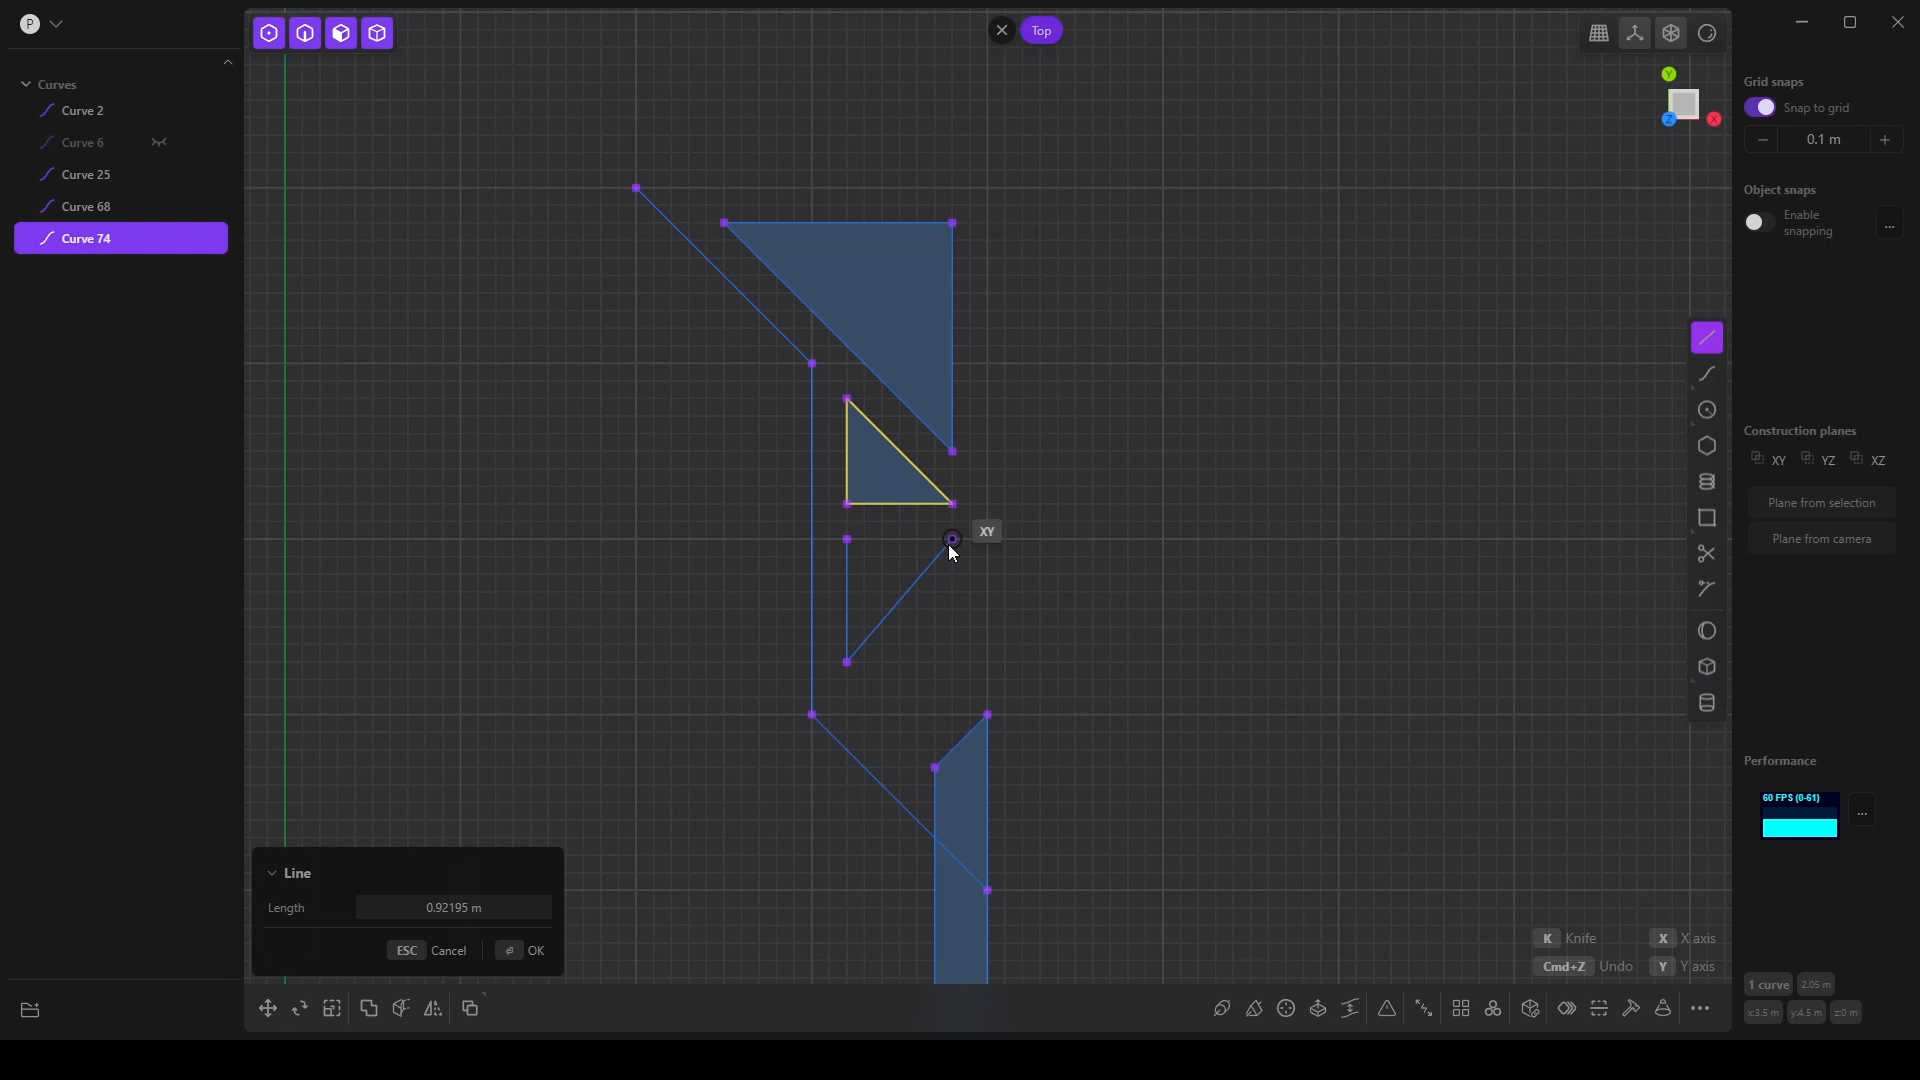 P
Top
Y
Z
X
Curves
Curve 2
Curve 6
Curve 25
Curve 68
Curve 74
XY
Line
Length 0.92195 m
ESC Cancel OK
K Knife X X axis
Cmd+Z Undo Y Y axis
Grid snaps
Snap to grid
0.1 m
Object snaps
Enable
snapping
...
Construction planes
XY YZ XZ
Plane from selection
Plane from camera
Performance
60 FPS (0-61)
...
1 curve 2.05 m
x:3.5 m y:4.5 m z:0 m